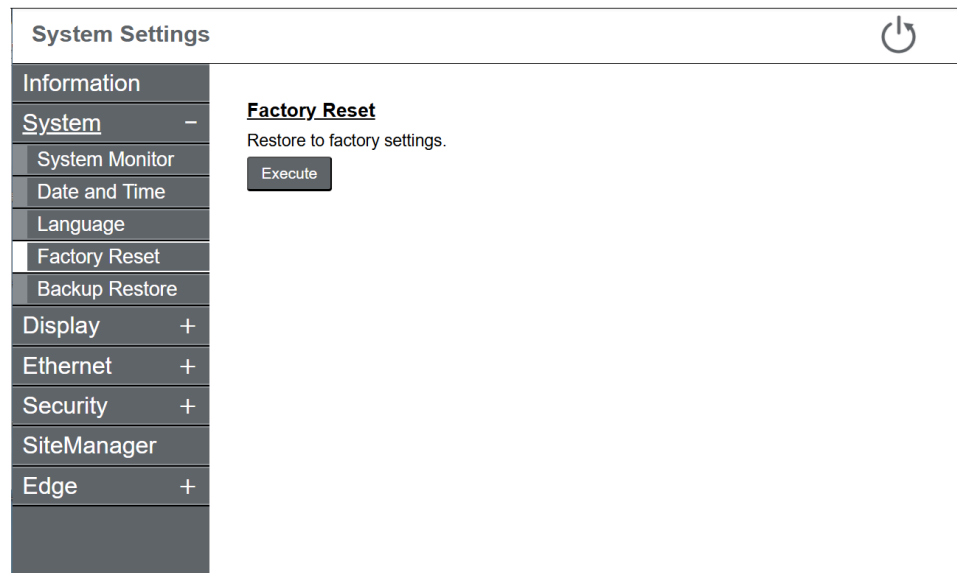 System Settings
Information
System −
System Monitor
Date and Time
Language
Factory Reset
Backup Restore
Display +
Ethernet +
Security +
SiteManager
Edge +
Factory Reset
Restore to factory settings.
Execute